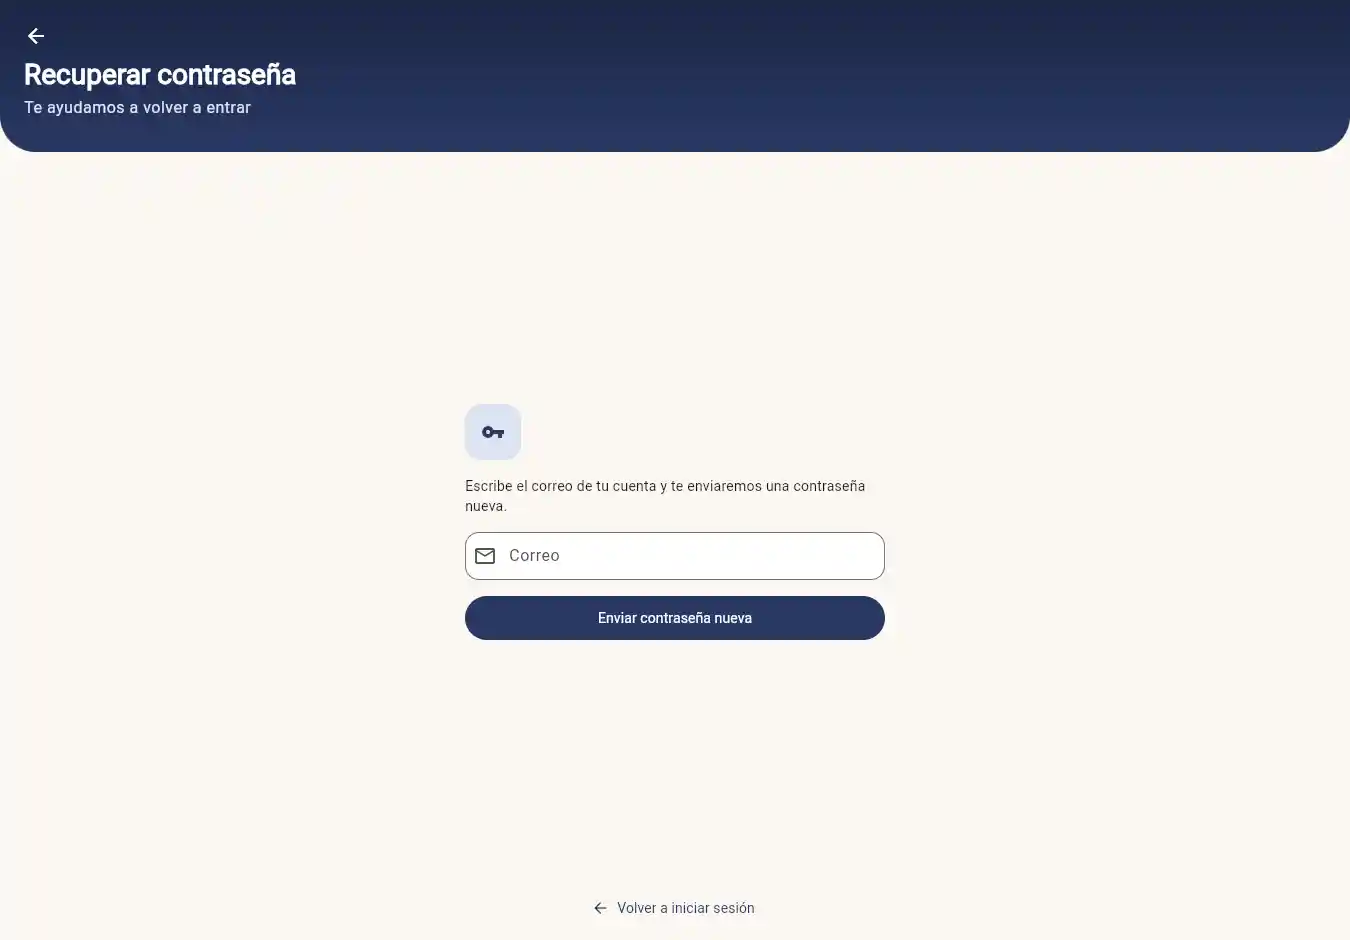 Recuperar contraseña
Te ayudamos a volver a entrar
Escribe el correo de tu cuenta y te enviaremos una contraseña
nueva.
Correo
Enviar contraseña nueva
Volver a iniciar sesión